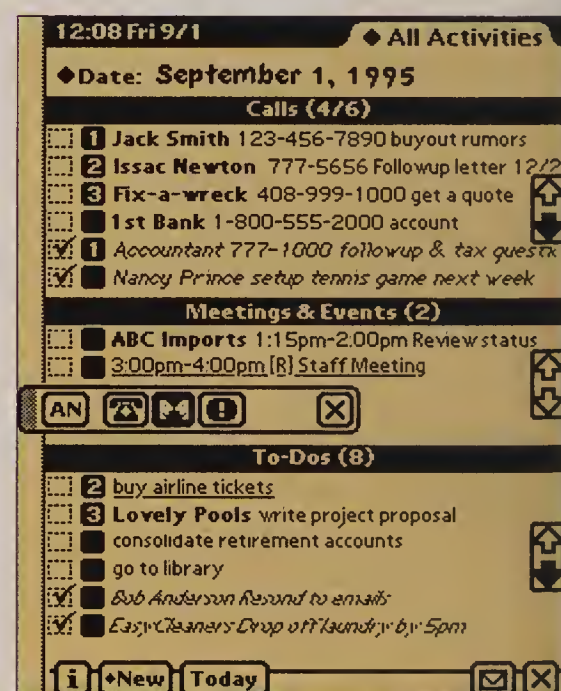 12:08 Fri 9/1 ◆ All Activities
◆Date: September 1, 1995
Calls (4/6)
1 Jack Smith 123-456-7890 buyout rumors
2 Issac Newton 777-5656 Followup letter 12/2
3 Fix-a-wreck 408-999-1000 get a quote
1st Bank 1-800-555-2000 account
1 Accountant 777-1000 followup & tax questi
Nancy Prince setup tennis game next week
Meetings & Events (2)
ABC Imports 1:15pm-2:00pm Review status
3:00pm-4:00pm [R] Staff Meeting
AN
To-Dos (8)
2 buy airline tickets
3 Lovely Pools write project proposal
consolidate retirement accounts
go to library
Bob Anderson Resond to emails
EasyCleaners Drop off laundry by 5pm
i ◆New Today